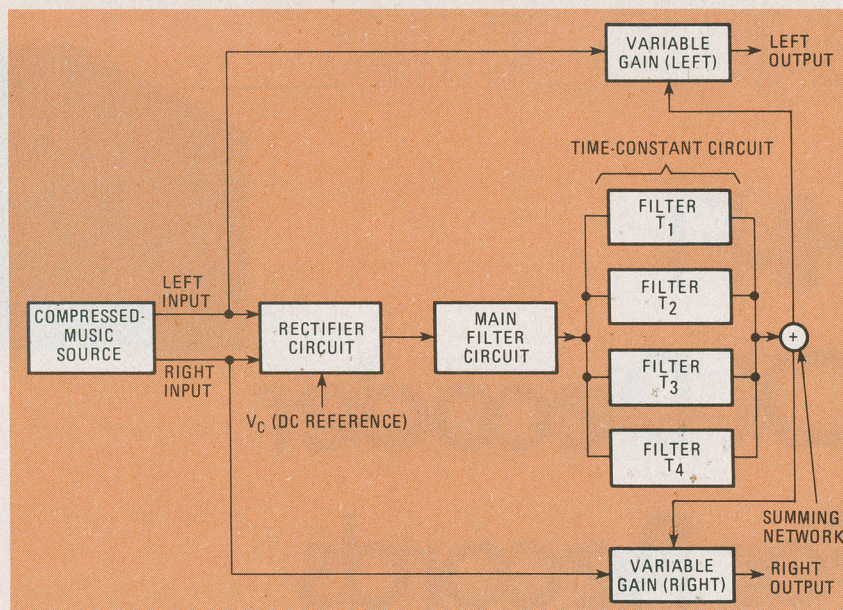 VARIABLE
GAIN (LEFT)
LEFT
OUTPUT
TIME-CONSTANT CIRCUIT
FILTER
T1
LEFT
INPUT
FILTER
T2
COMPRESSED-
MUSIC
SOURCE
RECTIFIER
CIRCUIT
MAIN
FILTER
CIRCUIT
+
RIGHT
INPUT
FILTER
T3
VC (DC REFERENCE)
FILTER
T4
SUMMING
NETWORK
VARIABLE
GAIN (RIGHT)
RIGHT
OUTPUT